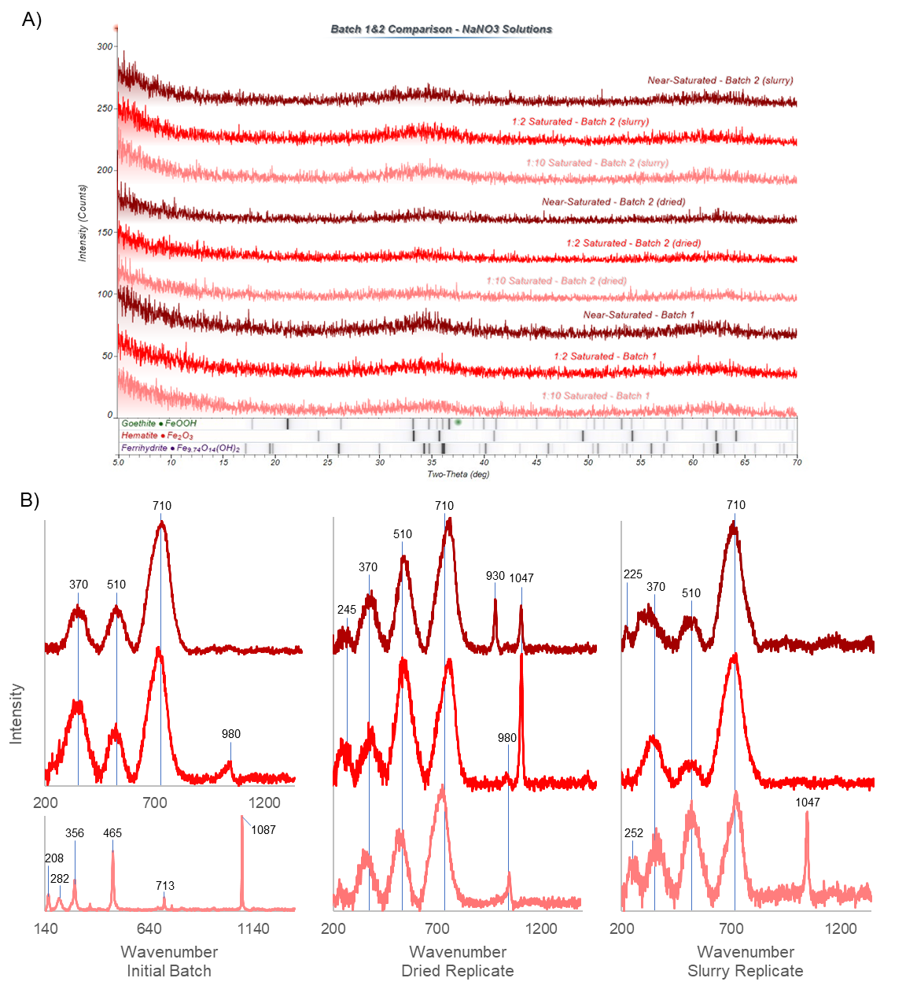 A)
Batch 1&2 Comparison - NaNO3 Solutions
300
250
200
150
100
50
0
Intensity (Counts)
Near-Saturated - Batch 2 (slurry)
1:2 Saturated - Batch 2 (slurry)
1:10 Saturated - Batch 2 (slurry)
Near-Saturated - Batch 2 (dried)
1:2 Saturated - Batch 2 (dried)
1:10 Saturated - Batch 2 (dried)
Near-Saturated - Batch 1
1:2 Saturated - Batch 1
1:10 Saturated - Batch 1
Goethite • FeOOH
Hematite • Fe₂O₃
Ferrihydrite • Fe₉.₇₄O₁₄(OH)₂
5.0 10 15 20 25 30 35 40 45 50 55 60 65 70
Two-Theta (deg)
B)
Intensity
710
370 510
980
200 700 1200
208 282 356 465 713 1087
140 640 1140
Wavenumber
Initial Batch
710
510
370
245
930 1047
980
200 700 1200
Wavenumber
Dried Replicate
710
225 370 510
252
1047
200 700 1200
Wavenumber
Slurry Replicate